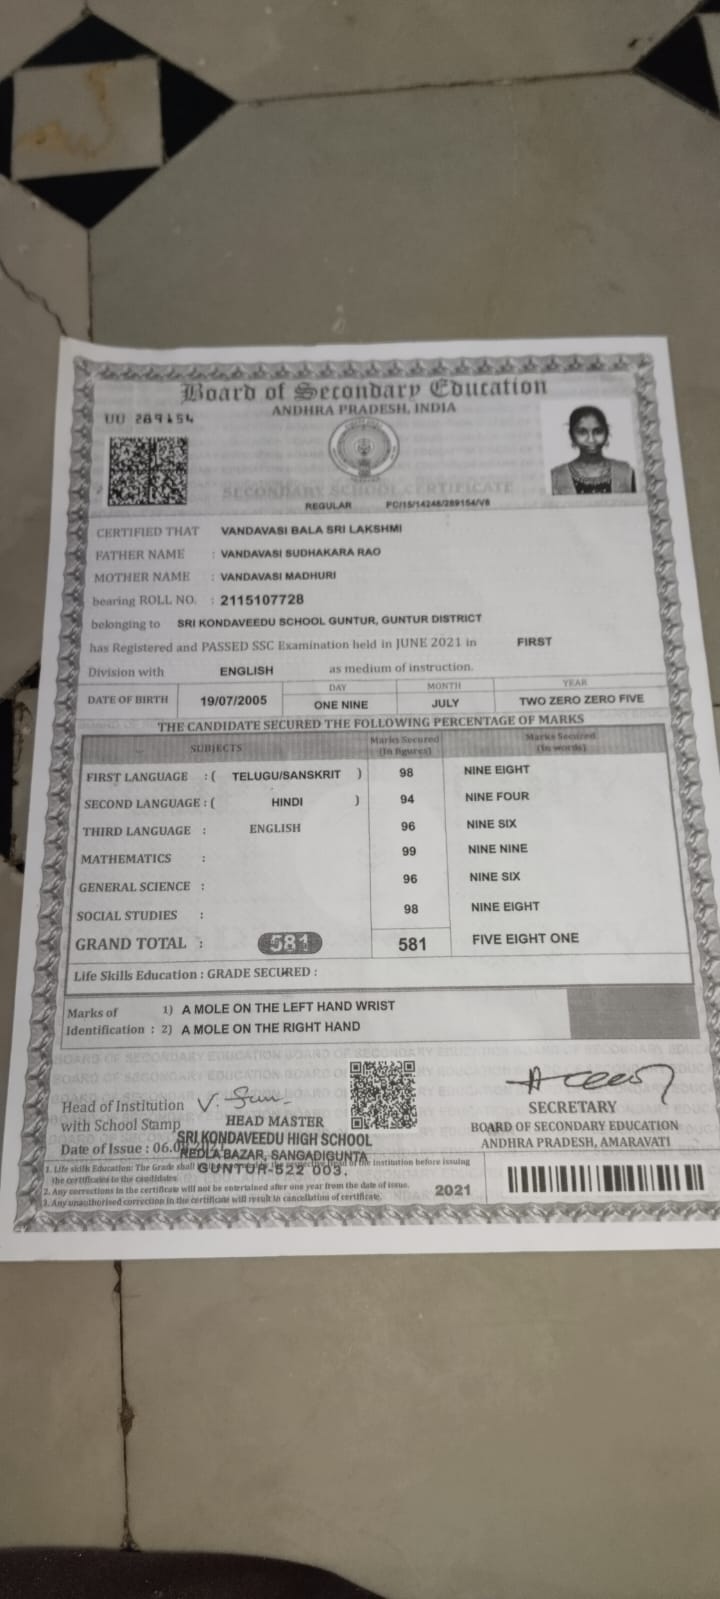 Board of Secondary Education
ANDHRA PRADESH, INDIA
UU 289154
SECONDARY SCHOOL CERTIFICATE
REGULAR PC/15/14246/289154/V6
CERTIFIED THAT VANDAVASI BALA SRI LAKSHMI
FATHER NAME : VANDAVASI SUDHAKARA RAO
MOTHER NAME : VANDAVASI MADHURI
bearing ROLL NO. : 2115107728
belonging to SRI KONDAVEEDU SCHOOL GUNTUR, GUNTUR DISTRICT
has Registered and PASSED SSC Examination held in JUNE 2021 in FIRST
Division with ENGLISH as medium of instruction.
DAY MONTH YEAR
DATE OF BIRTH 19/07/2005 ONE NINE JULY TWO ZERO ZERO FIVE
THE CANDIDATE SECURED THE FOLLOWING PERCENTAGE OF MARKS
SUBJECTS Marks Secured (In figures) Marks Secured (In words)
FIRST LANGUAGE : ( TELUGU/SANSKRIT ) 98 NINE EIGHT
SECOND LANGUAGE : ( HINDI ) 94 NINE FOUR
THIRD LANGUAGE : ENGLISH 96 NINE SIX
MATHEMATICS : 99 NINE NINE
GENERAL SCIENCE : 96 NINE SIX
SOCIAL STUDIES : 98 NINE EIGHT
GRAND TOTAL : 581 581 FIVE EIGHT ONE
Life Skills Education : GRADE SECURED :
Marks of 1) A MOLE ON THE LEFT HAND WRIST
Identification : 2) A MOLE ON THE RIGHT HAND
Head of Institution
with School Stamp
HEAD MASTER
SRI KONDAVEEDU HIGH SCHOOL
REDLA BAZAR, SANGADIGUNTA
GUNTUR-522 003.
SECRETARY
BOARD OF SECONDARY EDUCATION
ANDHRA PRADESH, AMARAVATI
Date of Issue : 06.0
1. Life skills Education: The Grade shall institution before issuing
the certificates to the candidates
2. Any corrections in the certificate will not be entertained after one year from the date of issue.
3. Any unauthorised correction in the certificate will result in cancellation of certificate.
2021